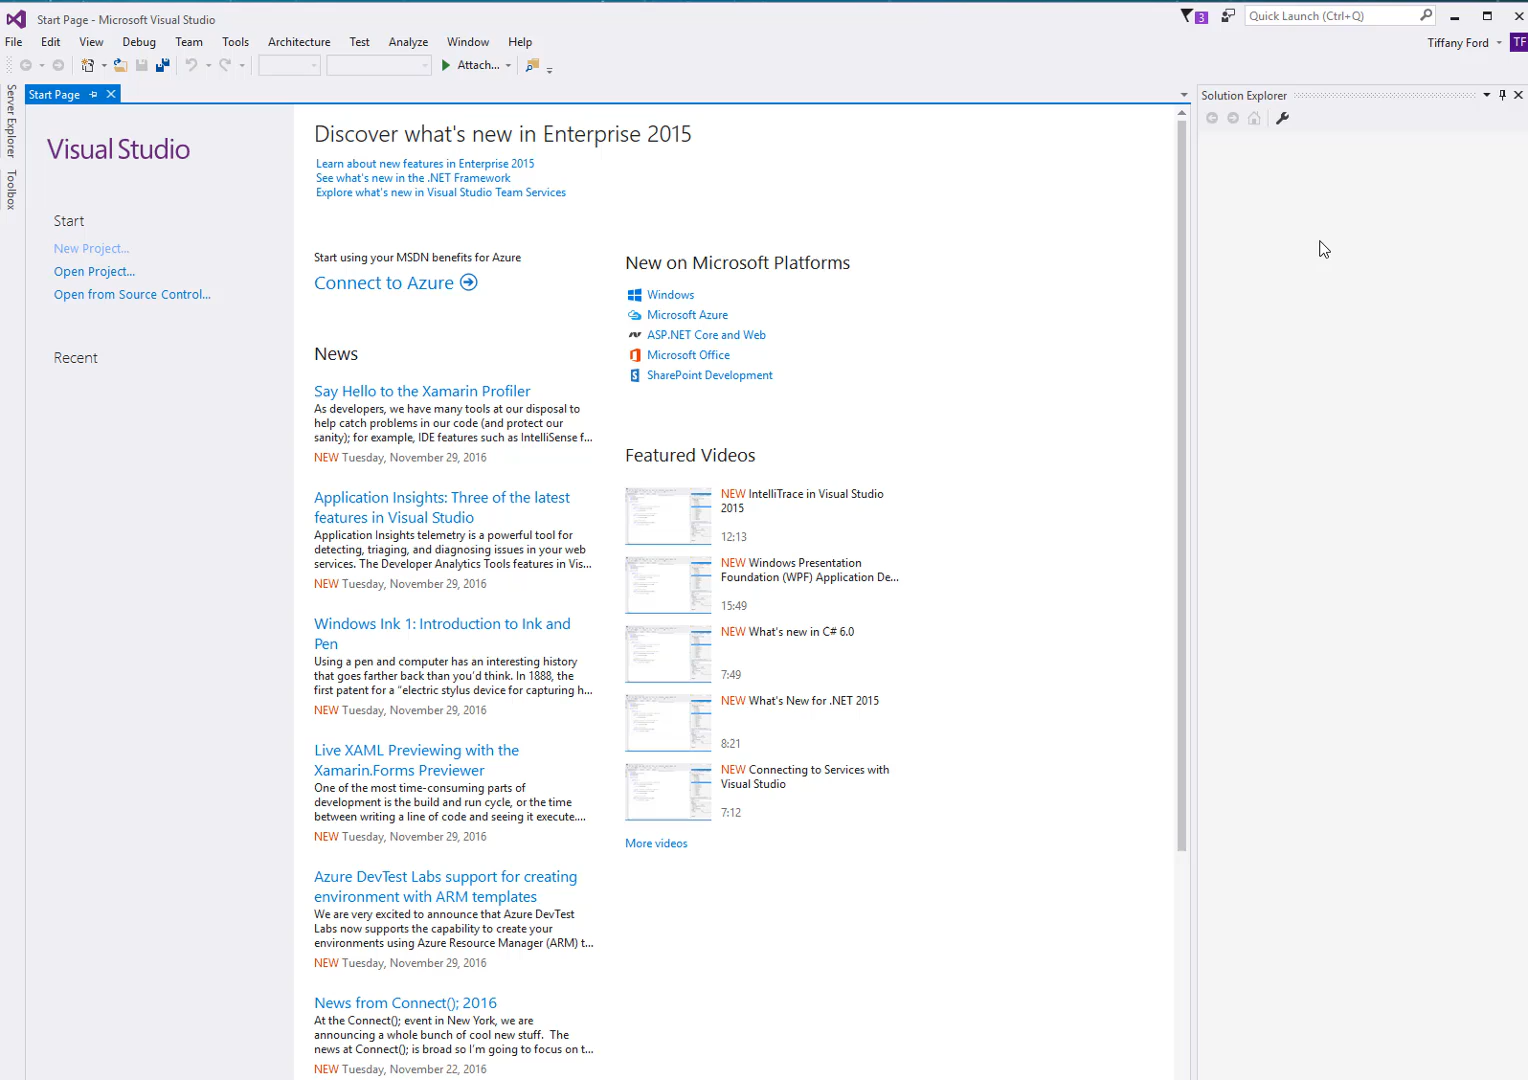 Start Page - Microsoft Visual Studio
3
Quick Launch (Ctrl+Q)
File Edit View Debug Team Tools Architecture Test Analyze Window Help
Tiffany Ford
TF
Attach...
Server Explorer
Toolbox
Start Page
Solution Explorer
Visual Studio
Start
New Project...
Open Project...
Open from Source Control...
Recent
Discover what's new in Enterprise 2015
Learn about new features in Enterprise 2015
See what's new in the .NET Framework
Explore what's new in Visual Studio Team Services
Start using your MSDN benefits for Azure
Connect to Azure
News
Say Hello to the Xamarin Profiler
As developers, we have many tools at our disposal to
help catch problems in our code (and protect our
sanity); for example, IDE features such as IntelliSense f...
NEW Tuesday, November 29, 2016
Application Insights: Three of the latest
features in Visual Studio
Application Insights telemetry is a powerful tool for
detecting, triaging, and diagnosing issues in your web
services. The Developer Analytics Tools features in Vis...
NEW Tuesday, November 29, 2016
Windows Ink 1: Introduction to Ink and
Pen
Using a pen and computer has an interesting history
that goes farther back than you'd think. In 1888, the
first patent for a "electric stylus device for capturing h...
NEW Tuesday, November 29, 2016
Live XAML Previewing with the
Xamarin.Forms Previewer
One of the most time-consuming parts of
development is the build and run cycle, or the time
between writing a line of code and seeing it execute....
NEW Tuesday, November 29, 2016
Azure DevTest Labs support for creating
environment with ARM templates
We are very excited to announce that Azure DevTest
Labs now supports the capability to create your
environments using Azure Resource Manager (ARM) t...
NEW Tuesday, November 29, 2016
News from Connect(); 2016
At the Connect(); event in New York, we are
announcing a whole bunch of cool new stuff. The
news at Connect(); is broad so I'm going to focus on t...
NEW Tuesday, November 22, 2016
New on Microsoft Platforms
Windows
Microsoft Azure
ASP.NET Core and Web
Microsoft Office
SharePoint Development
Featured Videos
NEW IntelliTrace in Visual Studio
2015
12:13
NEW Windows Presentation
Foundation (WPF) Application De...
15:49
NEW What's new in C# 6.0
7:49
NEW What's New for .NET 2015
8:21
NEW Connecting to Services with
Visual Studio
7:12
More videos